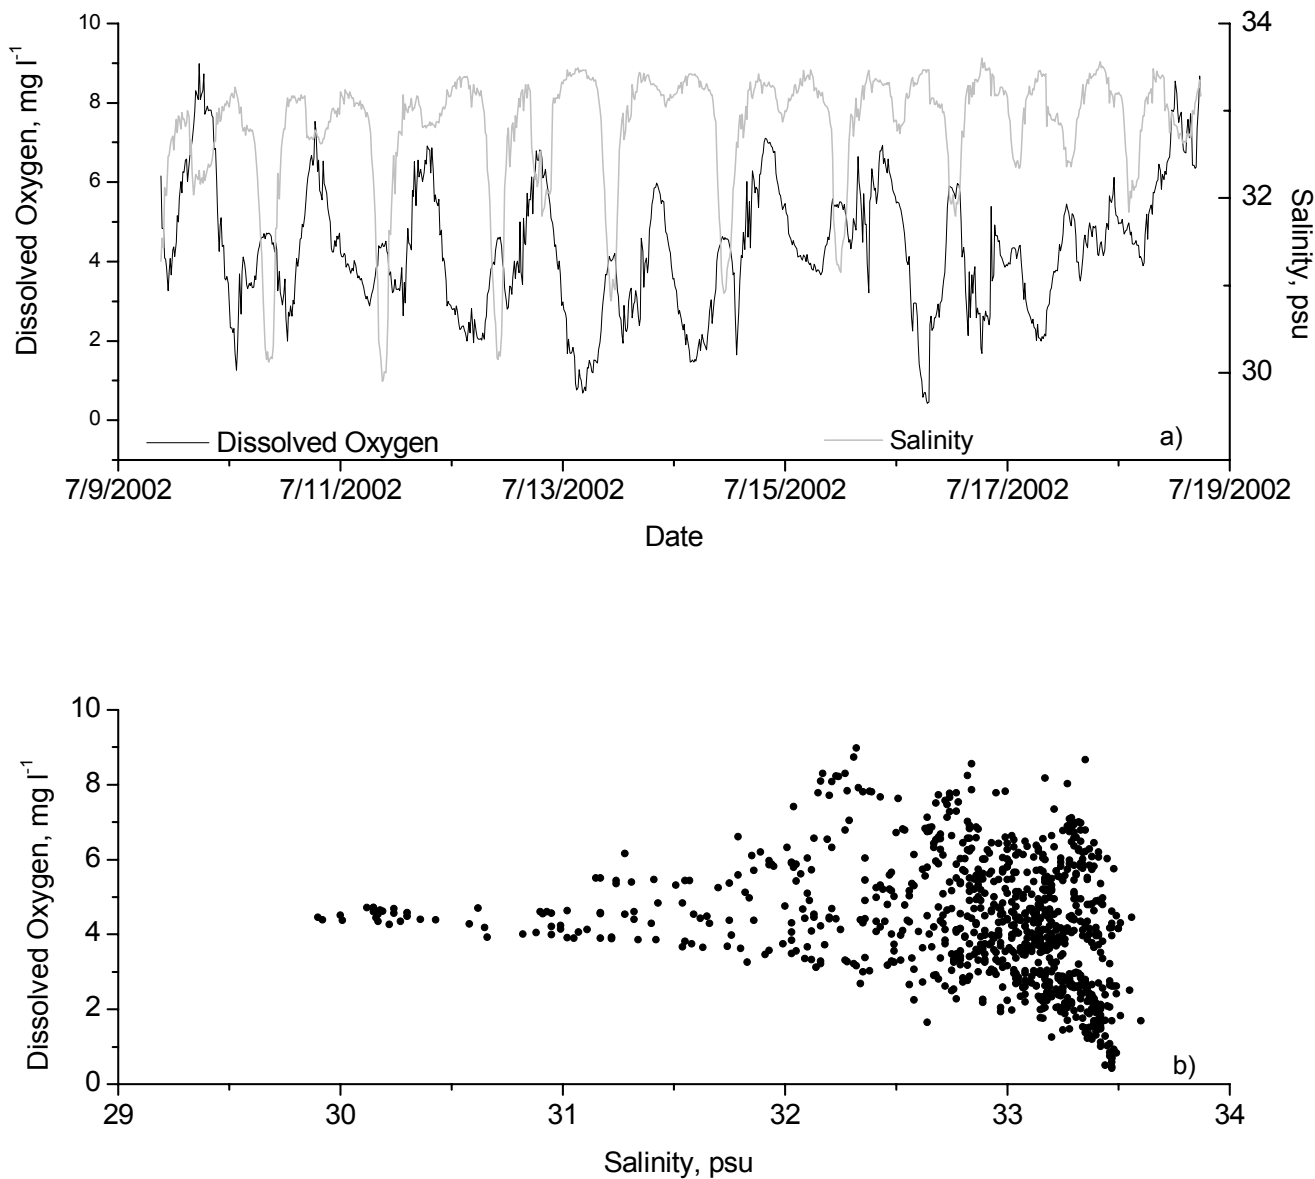 10
8
6
4
2
0
Dissolved Oxygen, mg l⁻¹
34
32
30
Salinity, psu
Dissolved Oxygen
Salinity
a)
7/9/2002 7/11/2002 7/13/2002 7/15/2002 7/17/2002 7/19/2002
Date
10
8
6
4
2
0
Dissolved Oxygen, mg l⁻¹
b)
29 30 31 32 33 34
Salinity, psu